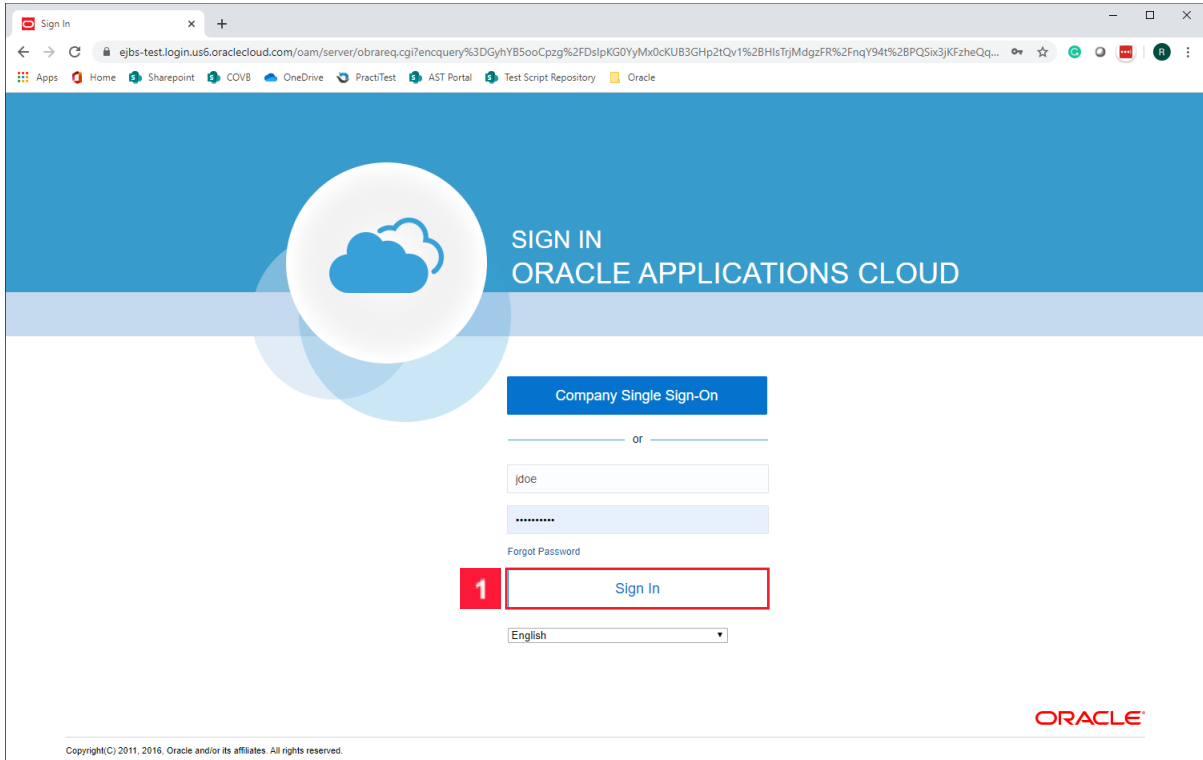 Sign In
ejbs-test.login.us6.oraclecloud.com/oam/server/obrareq.cgi?encquery%3DGyhYB5ooCpzg%2FDslpKG0YyMx0cKUB3GHp2tQv1%2BHIsTrjMdgzFR%2FnqY94t%2BPQSix3jKFzheQq...
R
Apps Home Sharepoint COVB OneDrive PractiTest AST Portal Test Script Repository Oracle
SIGN IN
ORACLE APPLICATIONS CLOUD
Company Single Sign-On
or
jdoe
Forgot Password
1 Sign In
English
ORACLE
Copyright(C) 2011, 2016, Oracle and/or its affiliates. All rights reserved.